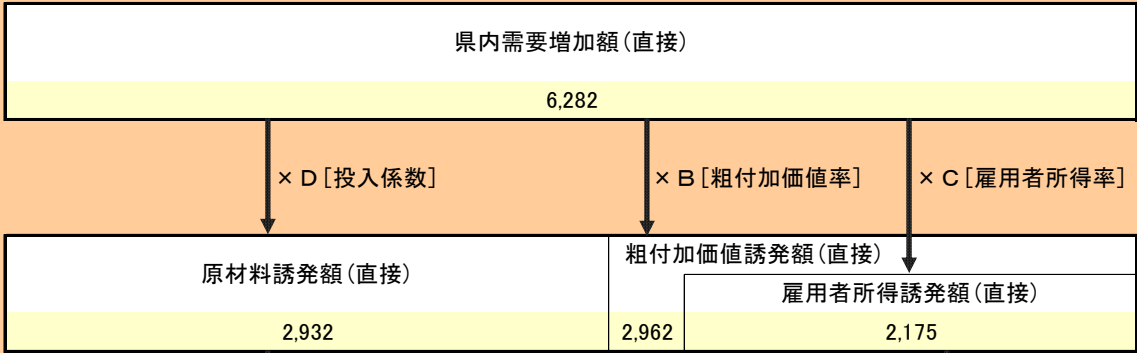 県内需要増加額(直接)
6,282
× D [投入係数]
× B [粗付加価値率]
× C [雇用者所得率]
原材料誘発額(直接)
粗付加価値誘発額(直接)
雇用者所得誘発額(直接)
2,932
2,962
2,175